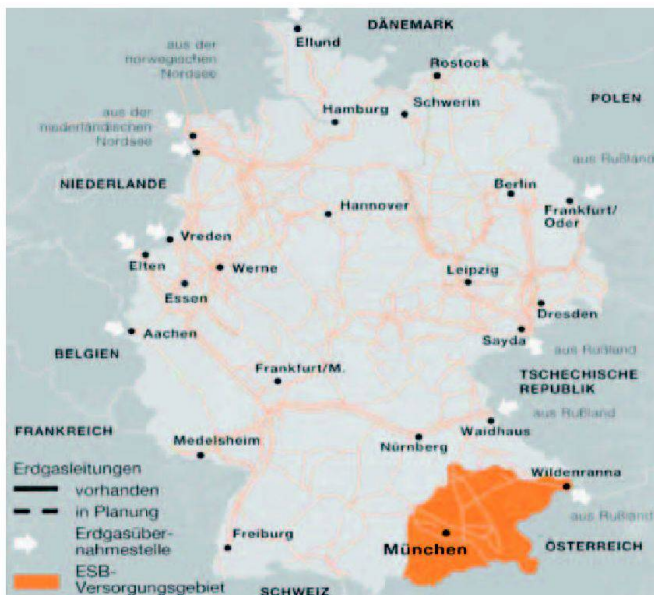 DÄNEMARK
Ellund
aus der
norwegischen
Nordsee
Rostock
Schwerin
Hamburg
POLEN
aus der
niederländischen
Nordsee
aus Rußland
NIEDERLANDE
Berlin
Hannover
Frankfurt/
Oder
Vreden
Elten
Werne
Leipzig
Essen
Dresden
Aachen
Sayda
aus Rußland
BELGIEN
Frankfurt/M.
TSCHECHISCHE
REPUBLIK
aus Rußland
FRANKREICH
Waidhaus
Medelsheim
Nürnberg
Erdgasleitungen
vorhanden
in Planung
Erdgasüber-
nahmestelle
ESB-
Versorgungsgebiet
Wildenranna
aus Rußland
Freiburg
München
ÖSTERREICH
SCHWEIZ